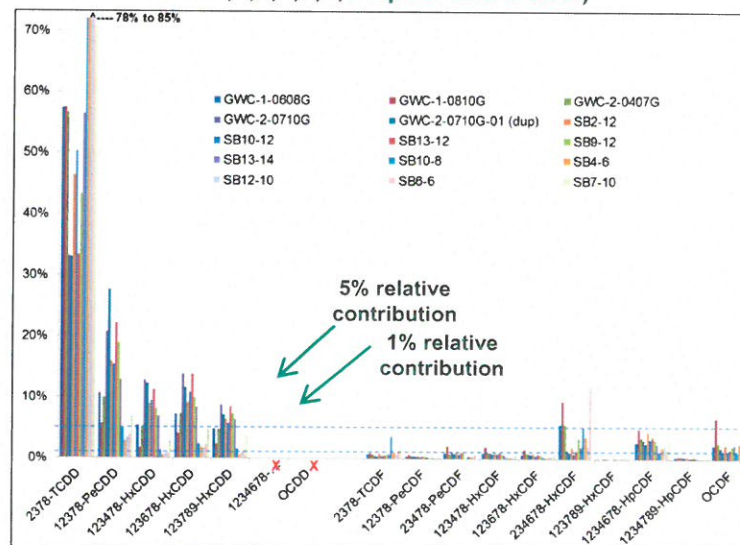 78% to 85%
70%
60%
50%
40%
30%
20%
10%
0%
GWC-1-0608G
GWC-1-0810G
GWC-2-0407G
GWC-2-0710G
GWC-2-0710G-01 (dup)
SB2-12
SB10-12
SB13-12
SB9-12
SB13-14
SB10-8
SB4-6
SB12-10
SB6-6
SB7-10
5% relative
contribution
1% relative
contribution
2378-TCDD
12378-PeCDD
123478-HxCDD
123678-HxCDD
123789-HxCDD
1234678-
OCDD
2378-TCDF
12378-PeCDF
23478-PeCDF
123478-HxCDF
123678-HxCDF
234678-HxCDF
123789-HxCDF
1234678-HpCDF
1234789-HpCDF
OCDF